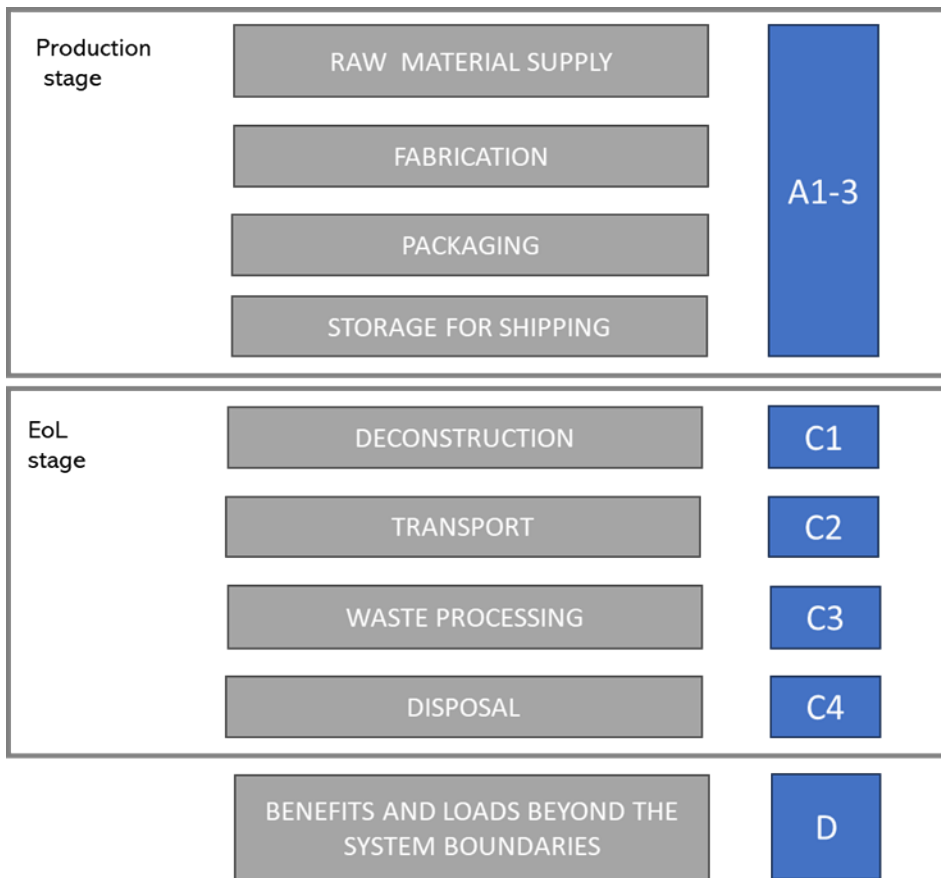 Production
stage
RAW MATERIAL SUPPLY
FABRICATION
A1-3
PACKAGING
STORAGE FOR SHIPPING
EoL
stage
DECONSTRUCTION
C1
TRANSPORT
C2
WASTE PROCESSING
C3
DISPOSAL
C4
BENEFITS AND LOADS BEYOND THE
SYSTEM BOUNDARIES
D